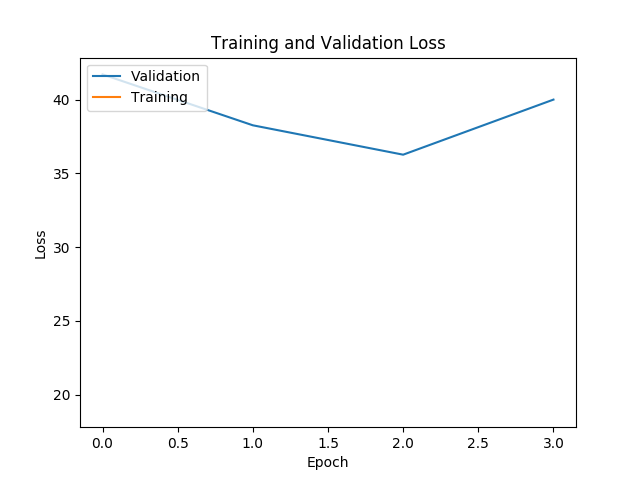 Training and Validation Loss
Validation
Training
40
35
30
25
20
Loss
0.0 0.5 1.0 1.5 2.0 2.5 3.0
Epoch